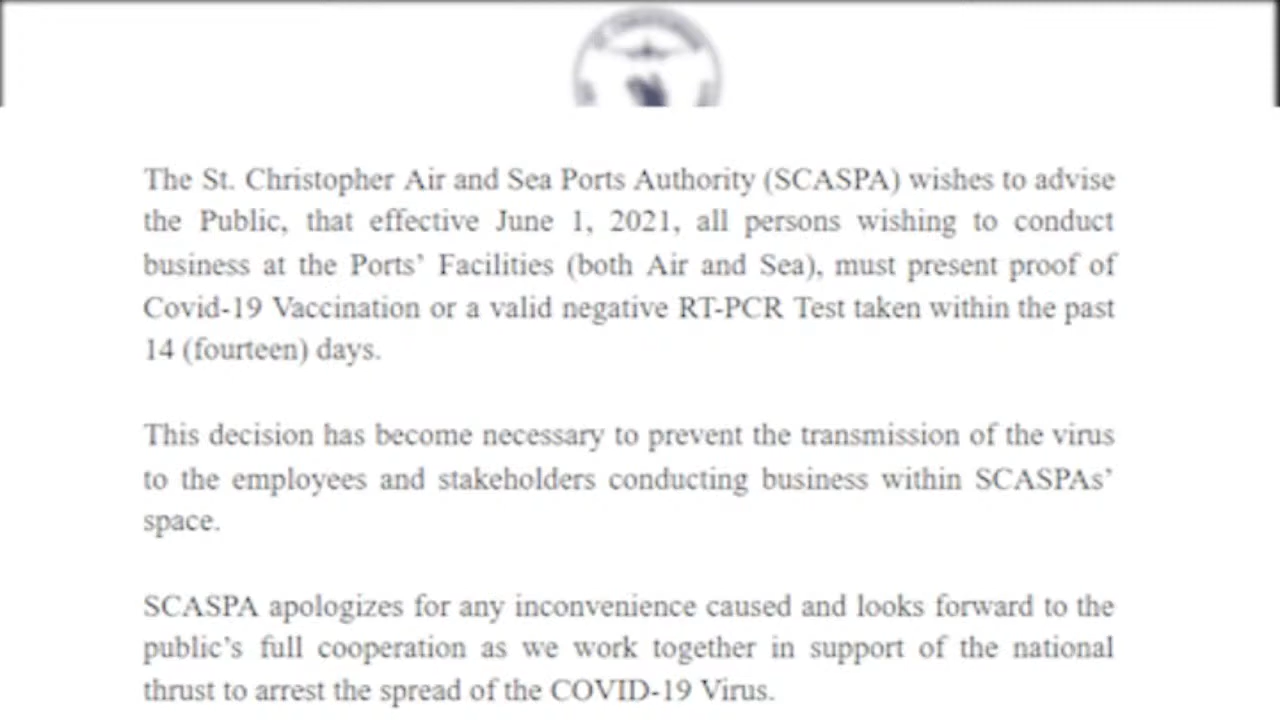 The St. Christopher Air and Sea Ports Authority (SCASPA) wishes to advise
the Public, that effective June 1, 2021, all persons wishing to conduct
business at the Ports’ Facilities (both Air and Sea), must present proof of
Covid-19 Vaccination or a valid negative RT-PCR Test taken within the past
14 (fourteen) days.
This decision has become necessary to prevent the transmission of the virus
to the employees and stakeholders conducting business within SCASPAs’
space.
SCASPA apologizes for any inconvenience caused and looks forward to the
public’s full cooperation as we work together in support of the national
thrust to arrest the spread of the COVID-19 Virus.